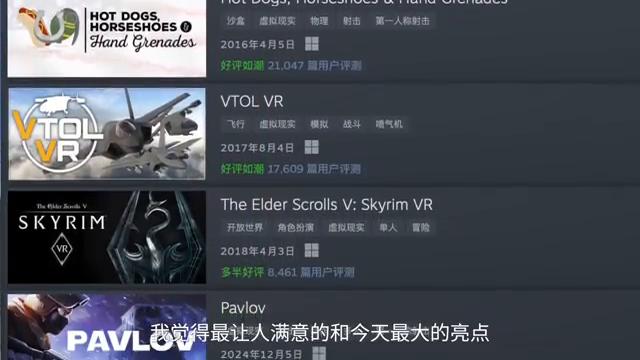 HOT DOGS,
HORSESHOES &
Hand Grenades
Hot Dogs, Horseshoes & Hand Grenades
沙盒 虚拟现实 物理 射击 第一人称射击
2016年4月5日
好评如潮 21,047 篇用户评测
VTOL
VR
VTOL VR
飞行 虚拟现实 模拟 战斗 喷气机
2017年8月4日
好评如潮 17,609 篇用户评测
The Elder Scrolls V
SKYRIM
VR
The Elder Scrolls V: Skyrim VR
开放世界 角色扮演 虚拟现实 单人 冒险
2018年4月3日
多半好评 8,461 篇用户评测
PAVLOV
Pavlov
我觉得最让人满意的和今天最大的亮点
2024年12月5日